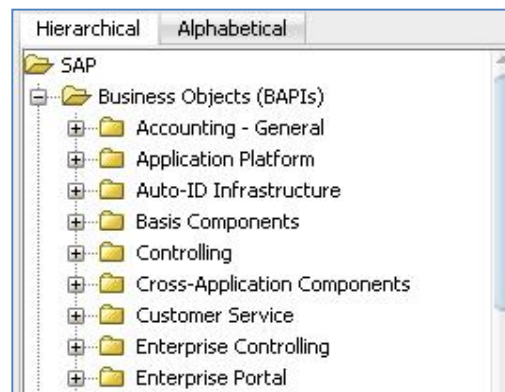 Hierarchical Alphabetical
SAP
Business Objects (BAPIs)
Accounting - General
Application Platform
Auto-ID Infrastructure
Basis Components
Controlling
Cross-Application Components
Customer Service
Enterprise Controlling
Enterprise Portal